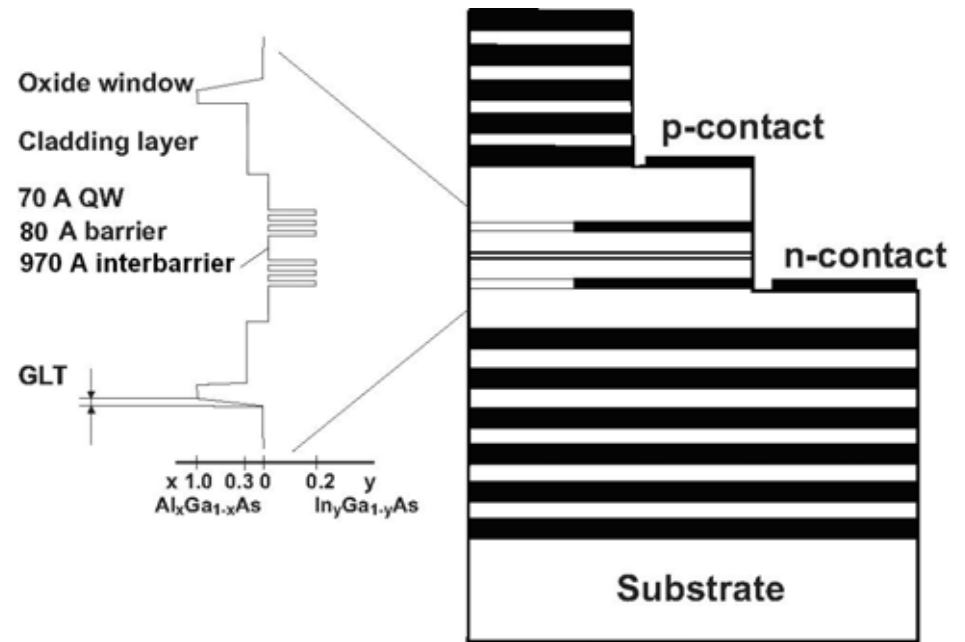 Oxide window
Cladding layer
70 A QW
80 A barrier
970 A interbarrier
GLT
x 1.0 0.3 0 0.2 y
AlxGa1-xAs InyGa1-yAs
p-contact
n-contact
Substrate